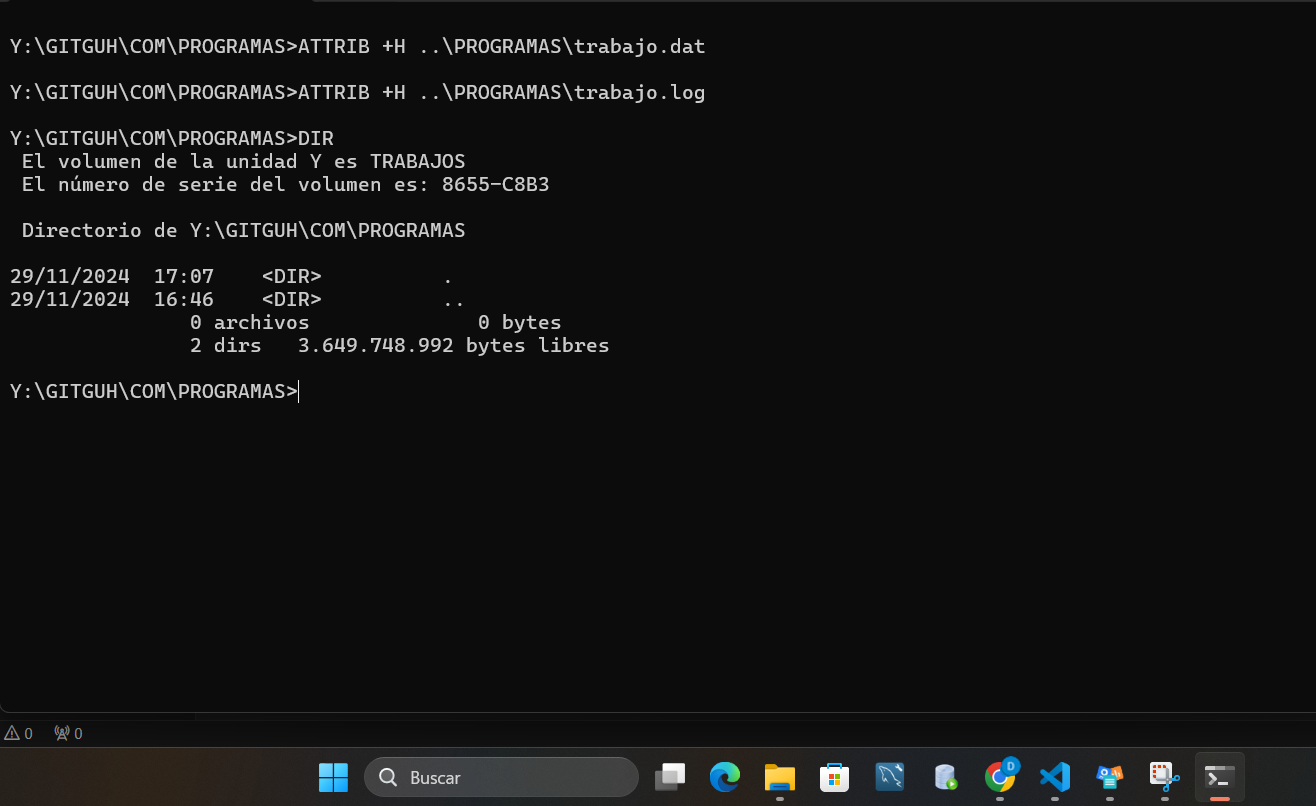 Y:\GITGUH\COM\PROGRAMAS>ATTRIB +H ..\PROGRAMAS\trabajo.dat
Y:\GITGUH\COM\PROGRAMAS>ATTRIB +H ..\PROGRAMAS\trabajo.log
Y:\GITGUH\COM\PROGRAMAS>DIR
El volumen de la unidad Y es TRABAJOS
El número de serie del volumen es: 8655-C8B3
Directorio de Y:\GITGUH\COM\PROGRAMAS
29/11/2024  17:07    <DIR>          .
29/11/2024  16:46    <DIR>          ..
0 archivos              0 bytes
2 dirs   3.649.748.992 bytes libres
Y:\GITGUH\COM\PROGRAMAS>
0 0
Buscar
D